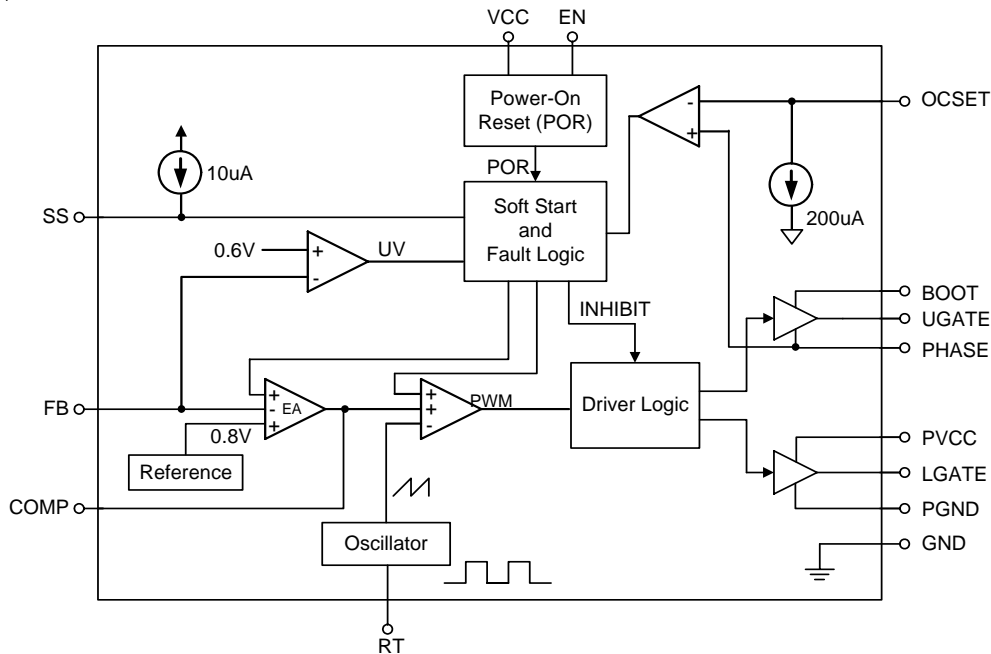 VCC EN
Power-On
Reset (POR)
-
+
OCSET
POR
10uA
200uA
SS
Soft Start
and
Fault Logic
0.6V
+
-
UV
INHIBIT
BOOT
UGATE
PHASE
FB
+
-
+
EA
+
+
-
PWM
Driver Logic
0.8V
Reference
PVCC
LGATE
PGND
COMP
Oscillator
GND
RT